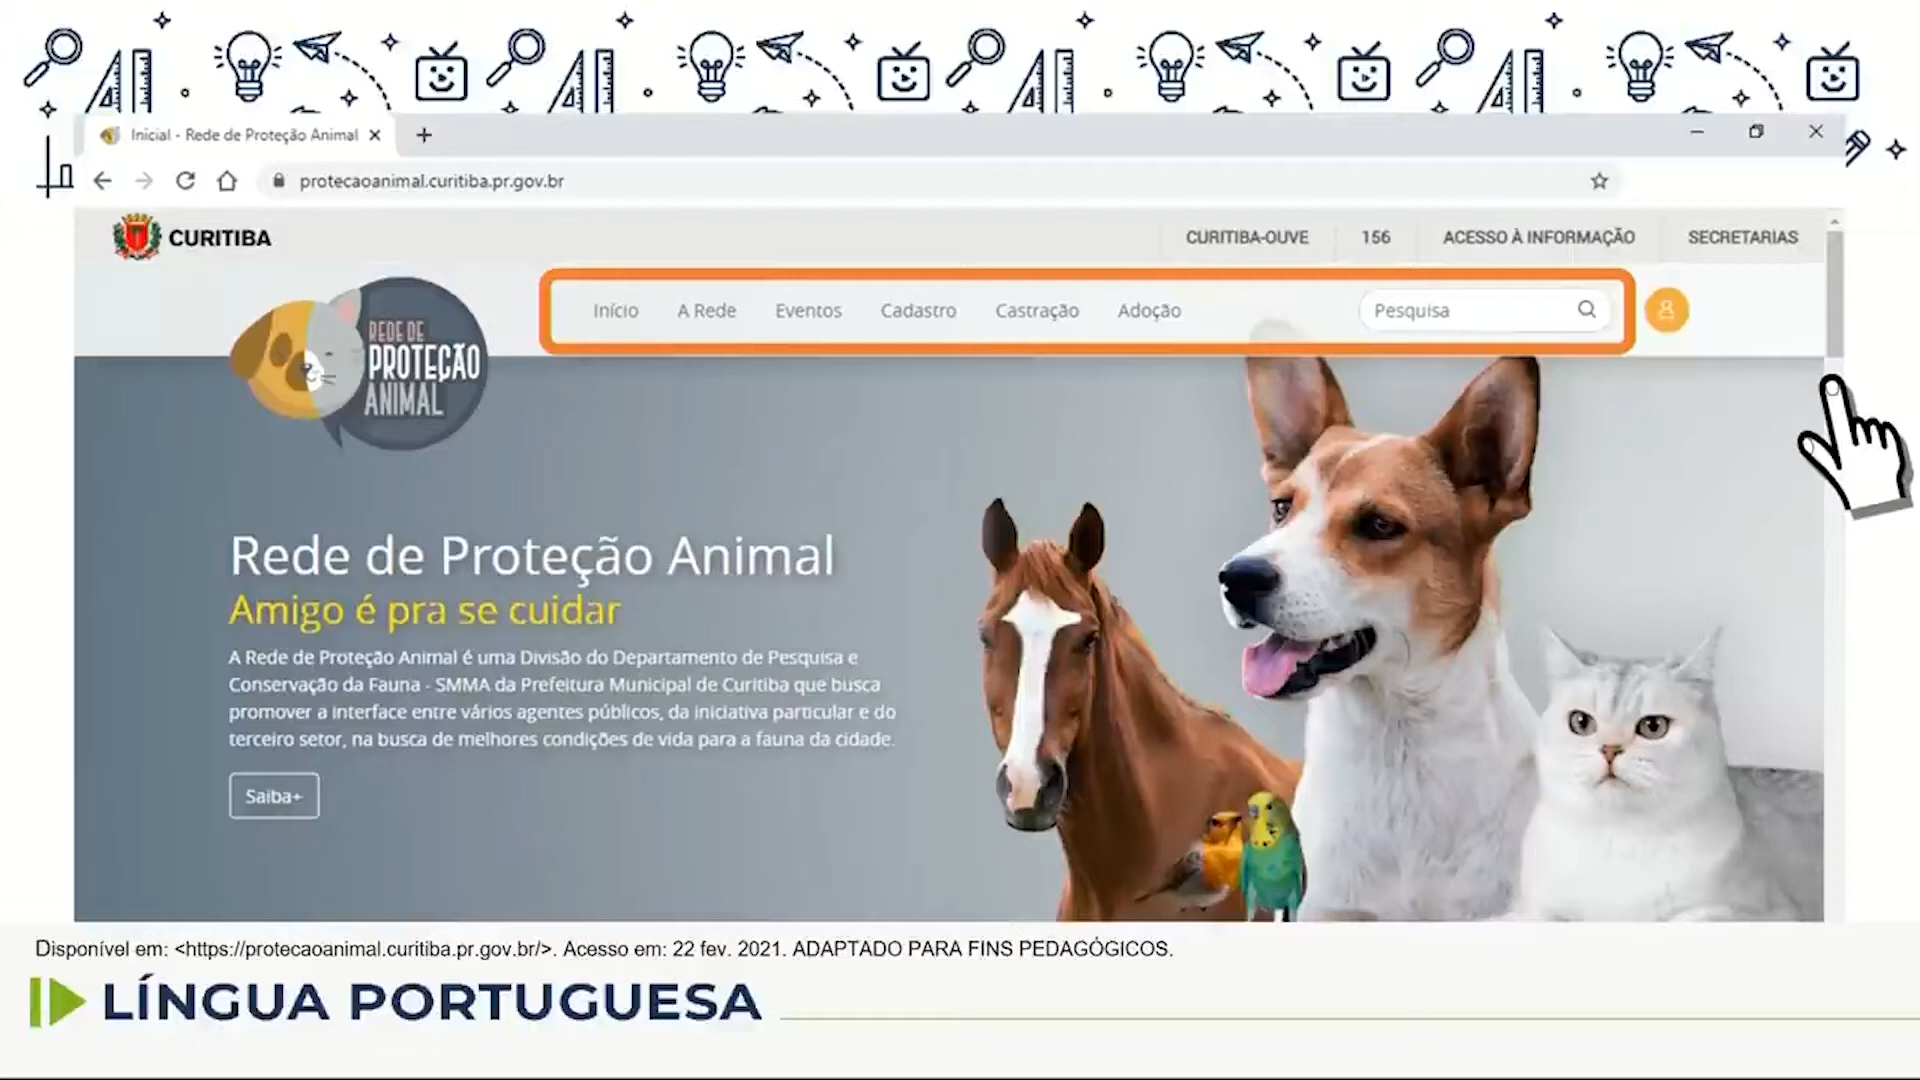 Inicial - Rede de Proteção Animal
protecaoanimal.curitiba.pr.gov.br
CURITIBA
CURITIBA-OUVE 156 ACESSO À INFORMAÇÃO SECRETARIAS
Início A Rede Eventos Cadastro Castração Adoção Pesquisa
REDE DE
PROTEÇÃO
ANIMAL
Rede de Proteção Animal
Amigo é pra se cuidar
A Rede de Proteção Animal é uma Divisão do Departamento de Pesquisa e
Conservação da Fauna - SMMA da Prefeitura Municipal de Curitiba que busca
promover a interface entre vários agentes públicos, da iniciativa particular e do
terceiro setor, na busca de melhores condições de vida para a fauna da cidade.
Saiba+
Disponível em: <https://protecaoanimal.curitiba.pr.gov.br/>. Acesso em: 22 fev. 2021. ADAPTADO PARA FINS PEDAGÓGICOS.
LÍNGUA PORTUGUESA